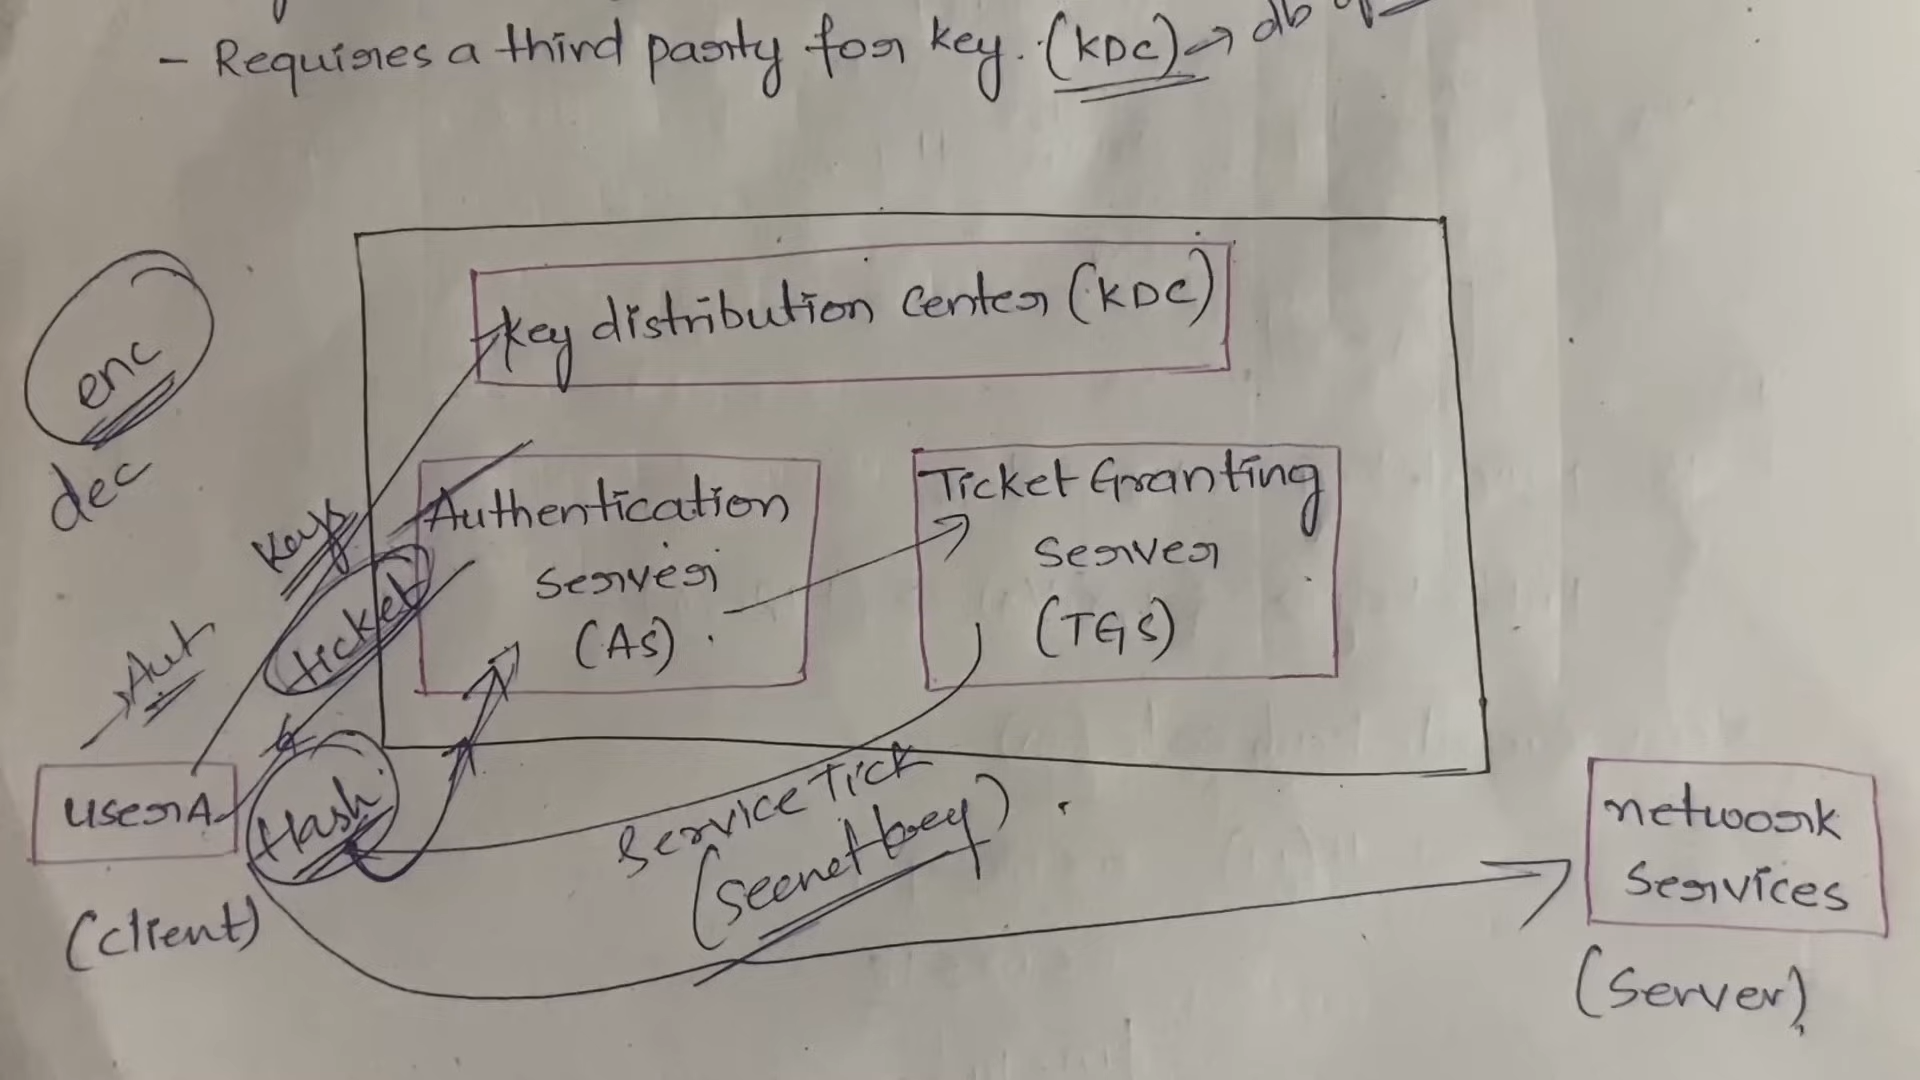 - Requires a third party for key. (KDC) → db of
Key distribution Center (KDC)
enc
dec
Keys
ticket
Aut
Authentication
Server
(AS)
Ticket Granting
Server
(TGS)
userA
(client)
Hash
Service Tick
(secret key)
network
Services
(Server)